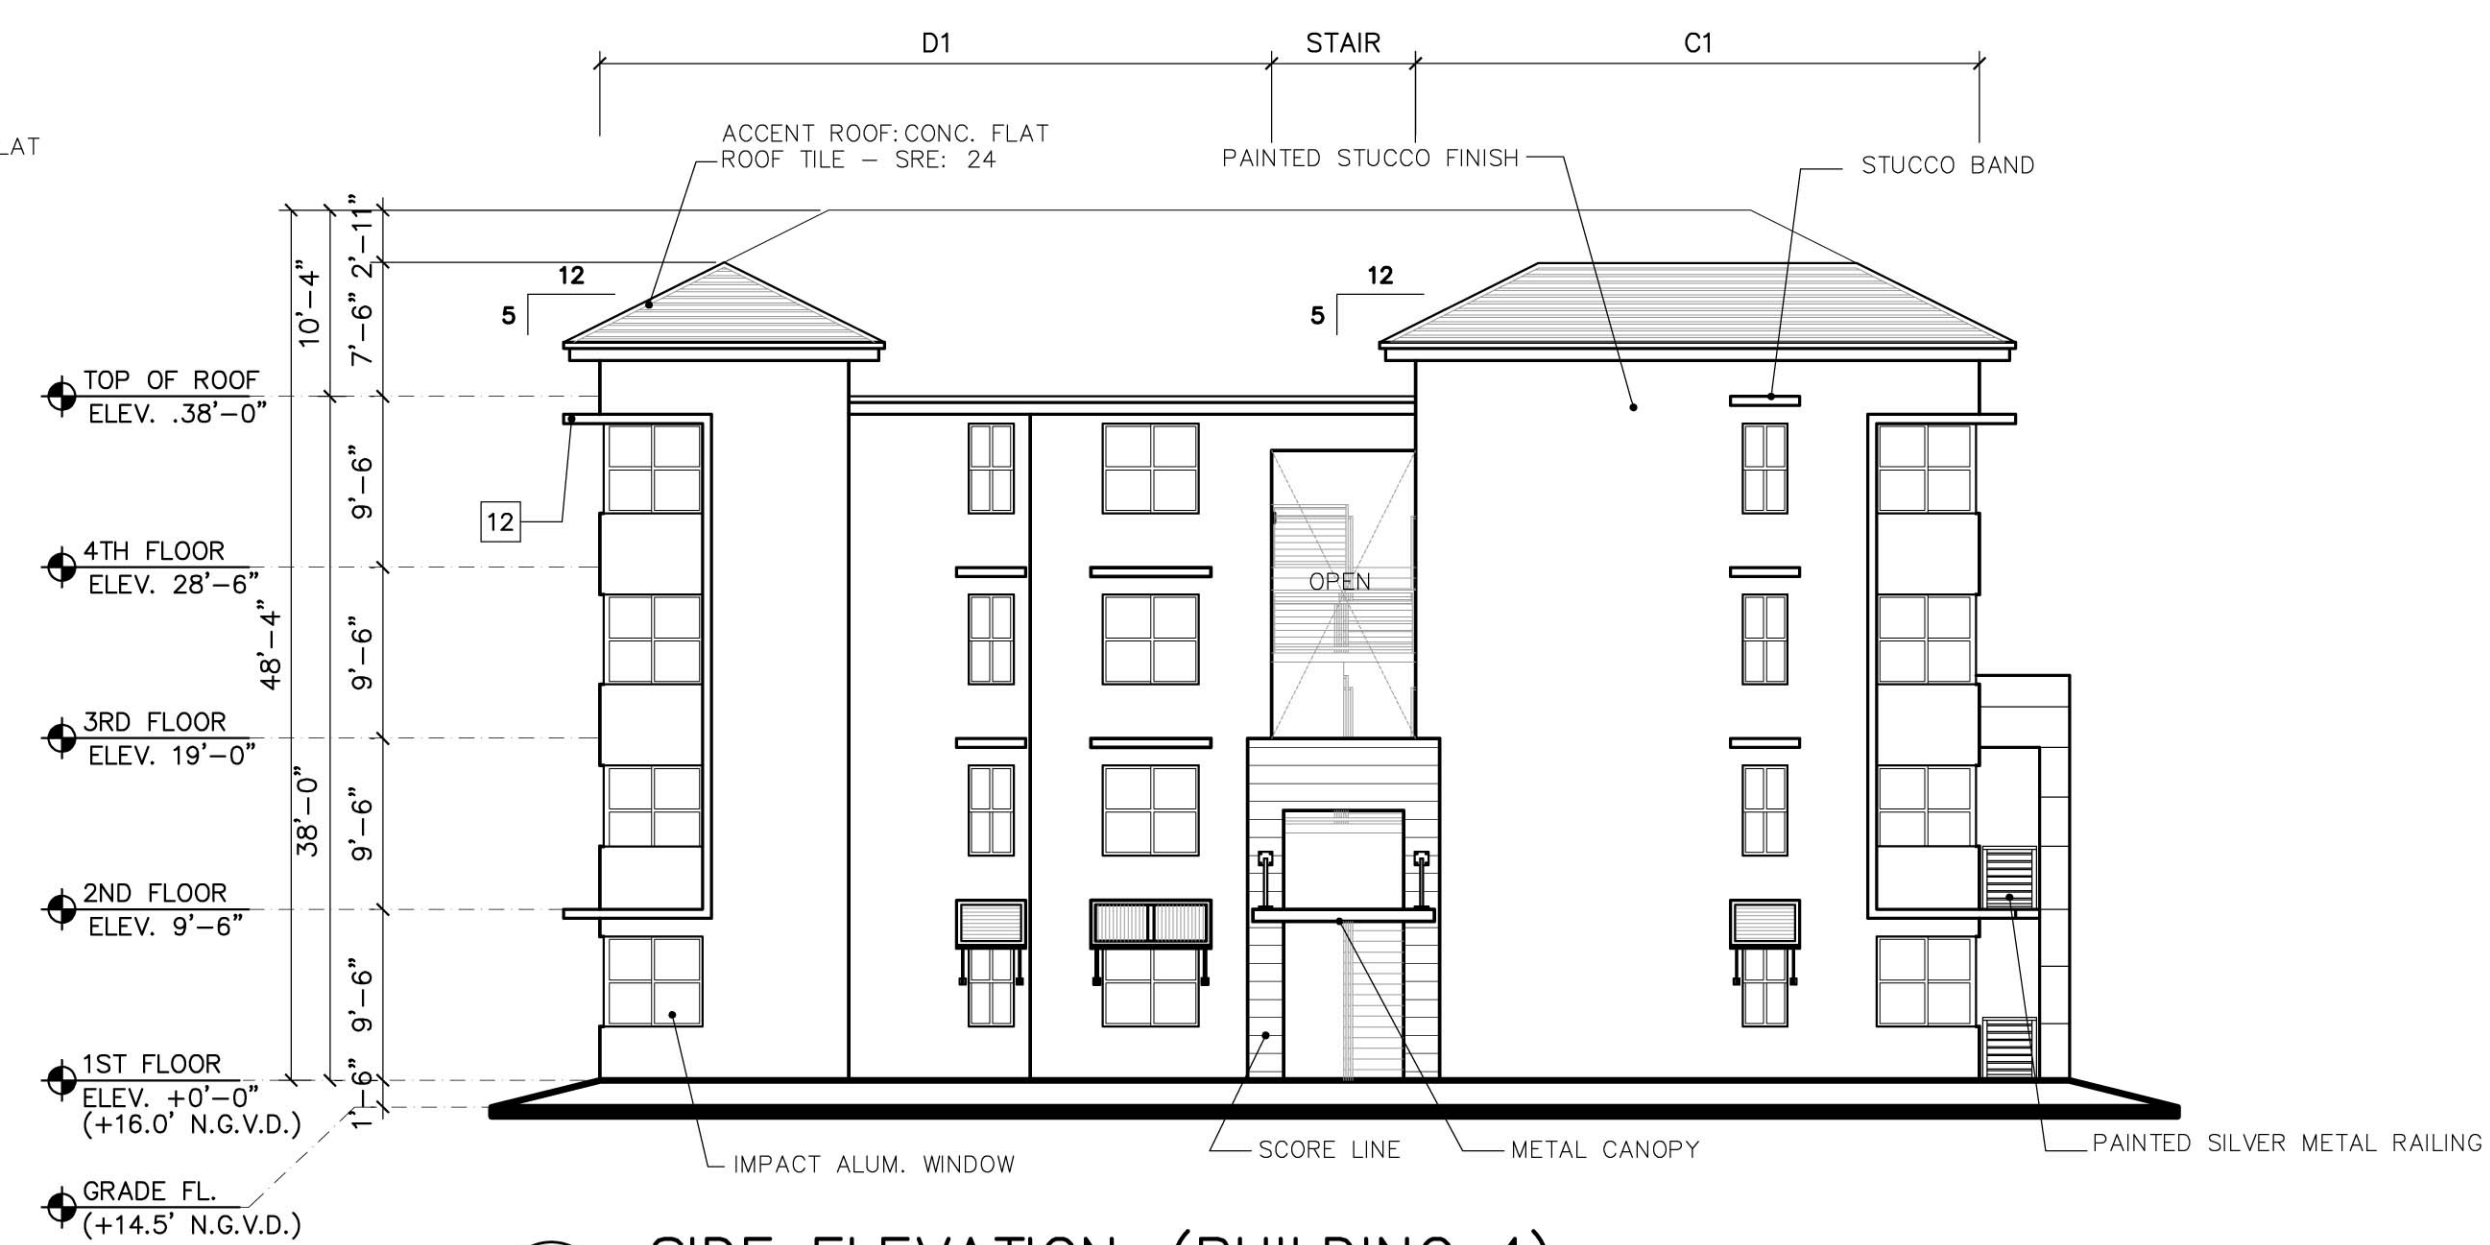 D1
STAIR
C1
LAT
ACCENT ROOF: CONC. FLAT
ROOF TILE – SRE: 24
PAINTED STUCCO FINISH
STUCCO BAND
2'–11"
10'–4"
7'–6"
12
5
12
5
TOP OF ROOF
ELEV. .38'–0"
9'–6"
12
4TH FLOOR
ELEV. 28'–6"
OPEN
48'–4"
9'–6"
3RD FLOOR
ELEV. 19'–0"
38'–0"
9'–6"
2ND FLOOR
ELEV. 9'–6"
9'–6"
1ST FLOOR
ELEV. +0'–0"
(+16.0' N.G.V.D.)
1'–6"
IMPACT ALUM. WINDOW
SCORE LINE
METAL CANOPY
PAINTED SILVER METAL RAILING
GRADE FL.
(+14.5' N.G.V.D.)
SIDE ELEVATION (BUILDING 4)